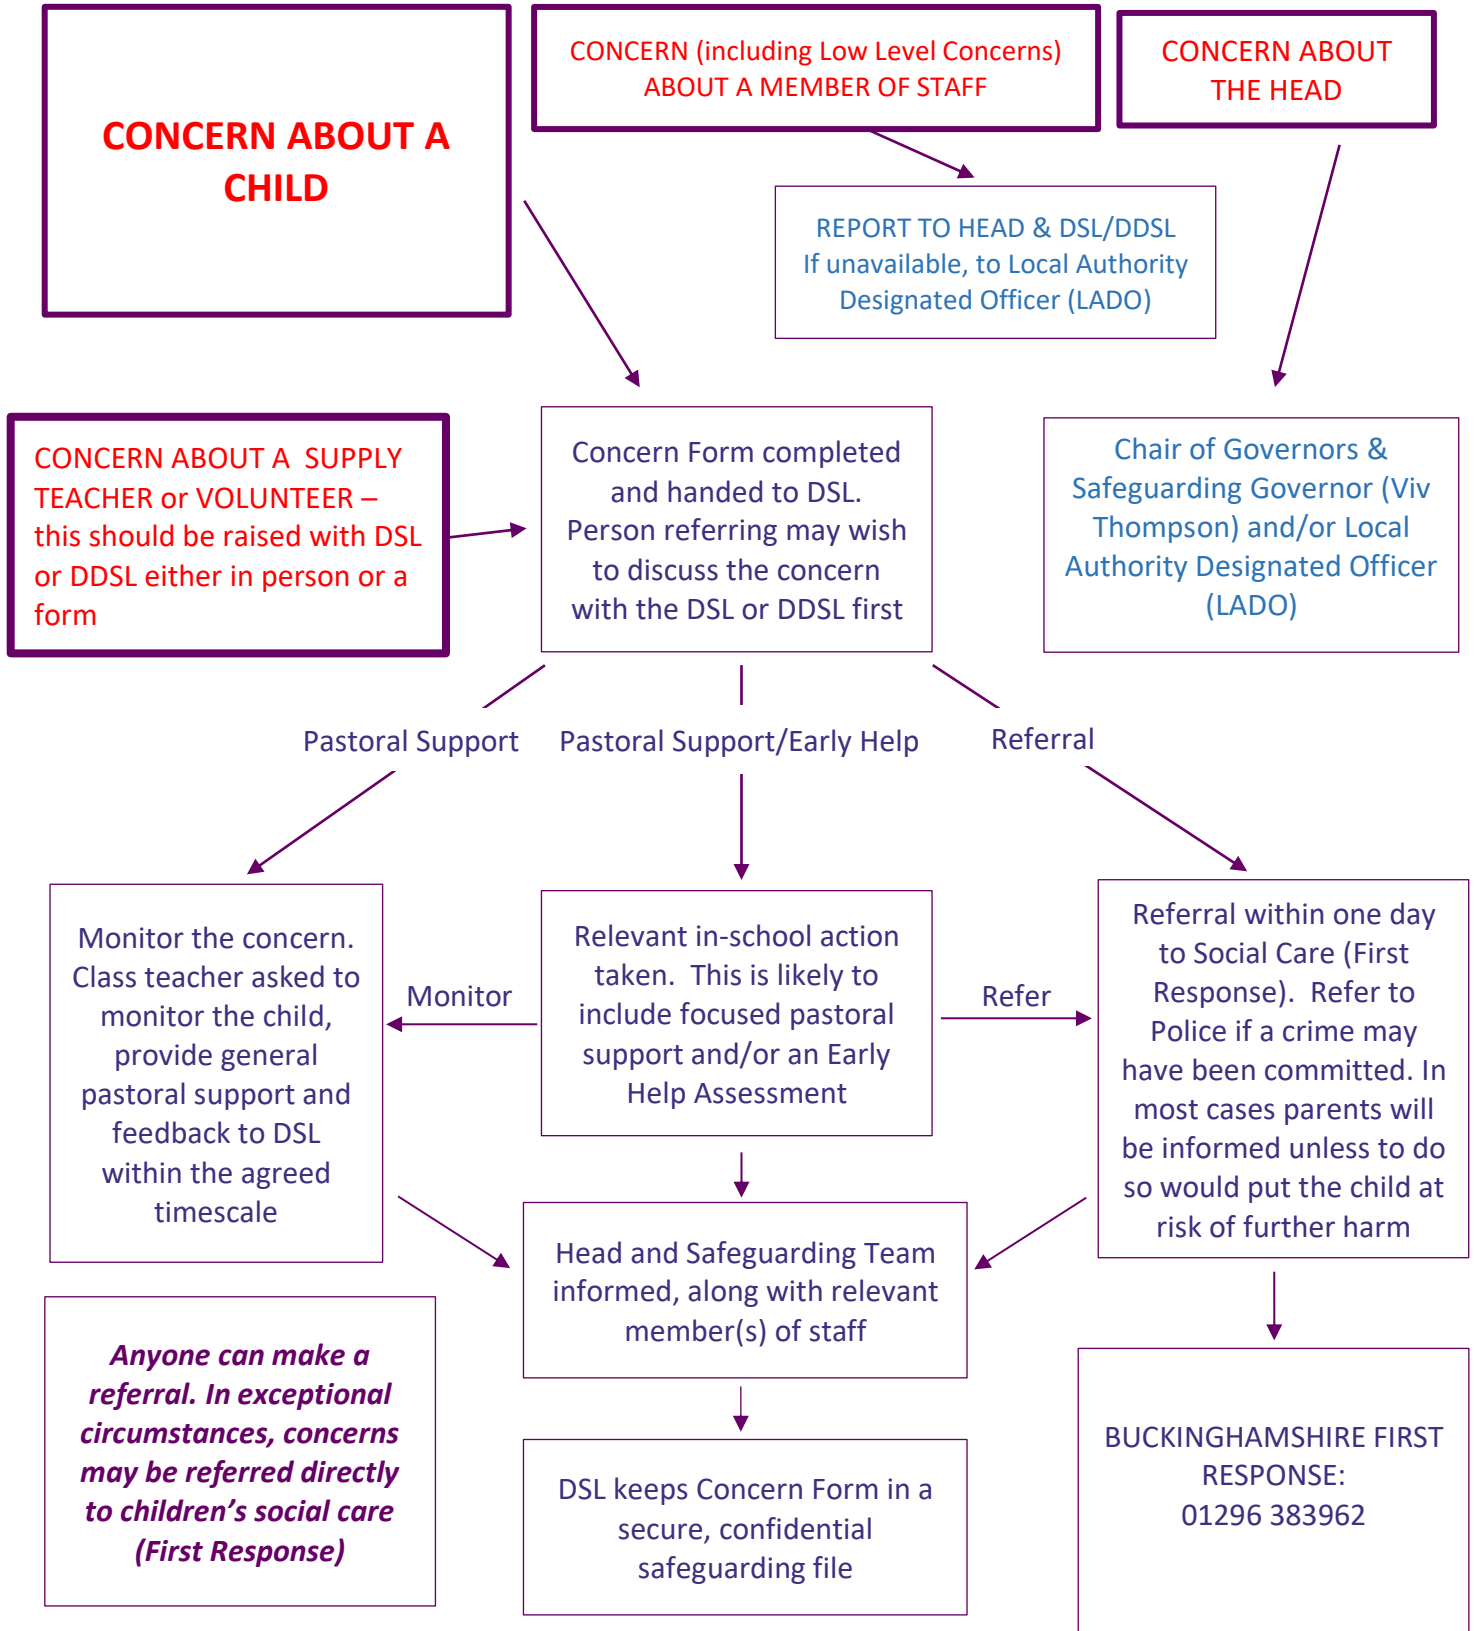 CONCERN ABOUT A
CHILD
CONCERN (including Low Level Concerns)
ABOUT A MEMBER OF STAFF
CONCERN ABOUT
THE HEAD
REPORT TO HEAD & DSL/DDSL
If unavailable, to Local Authority
Designated Officer (LADO)
CONCERN ABOUT A  SUPPLY
TEACHER or VOLUNTEER –
this should be raised with DSL
or DDSL either in person or a
form
Concern Form completed
and handed to DSL.
Person referring may wish
to discuss the concern
with the DSL or DDSL first
Chair of Governors &
Safeguarding Governor (Viv
Thompson) and/or Local
Authority Designated Officer
(LADO)
Pastoral Support
Pastoral Support/Early Help
Referral
Monitor the concern.
Class teacher asked to
monitor the child,
provide general
pastoral support and
feedback to DSL
within the agreed
timescale
Monitor
Relevant in-school action
taken.  This is likely to
include focused pastoral
support and/or an Early
Help Assessment
Refer
Referral within one day
to Social Care (First
Response).  Refer to
Police if a crime may
have been committed. In
most cases parents will
be informed unless to do
so would put the child at
risk of further harm
Head and Safeguarding Team
informed, along with relevant
member(s) of staff
Anyone can make a
referral. In exceptional
circumstances, concerns
may be referred directly
to children’s social care
(First Response)
DSL keeps Concern Form in a
secure, confidential
safeguarding file
BUCKINGHAMSHIRE FIRST
RESPONSE:
01296 383962